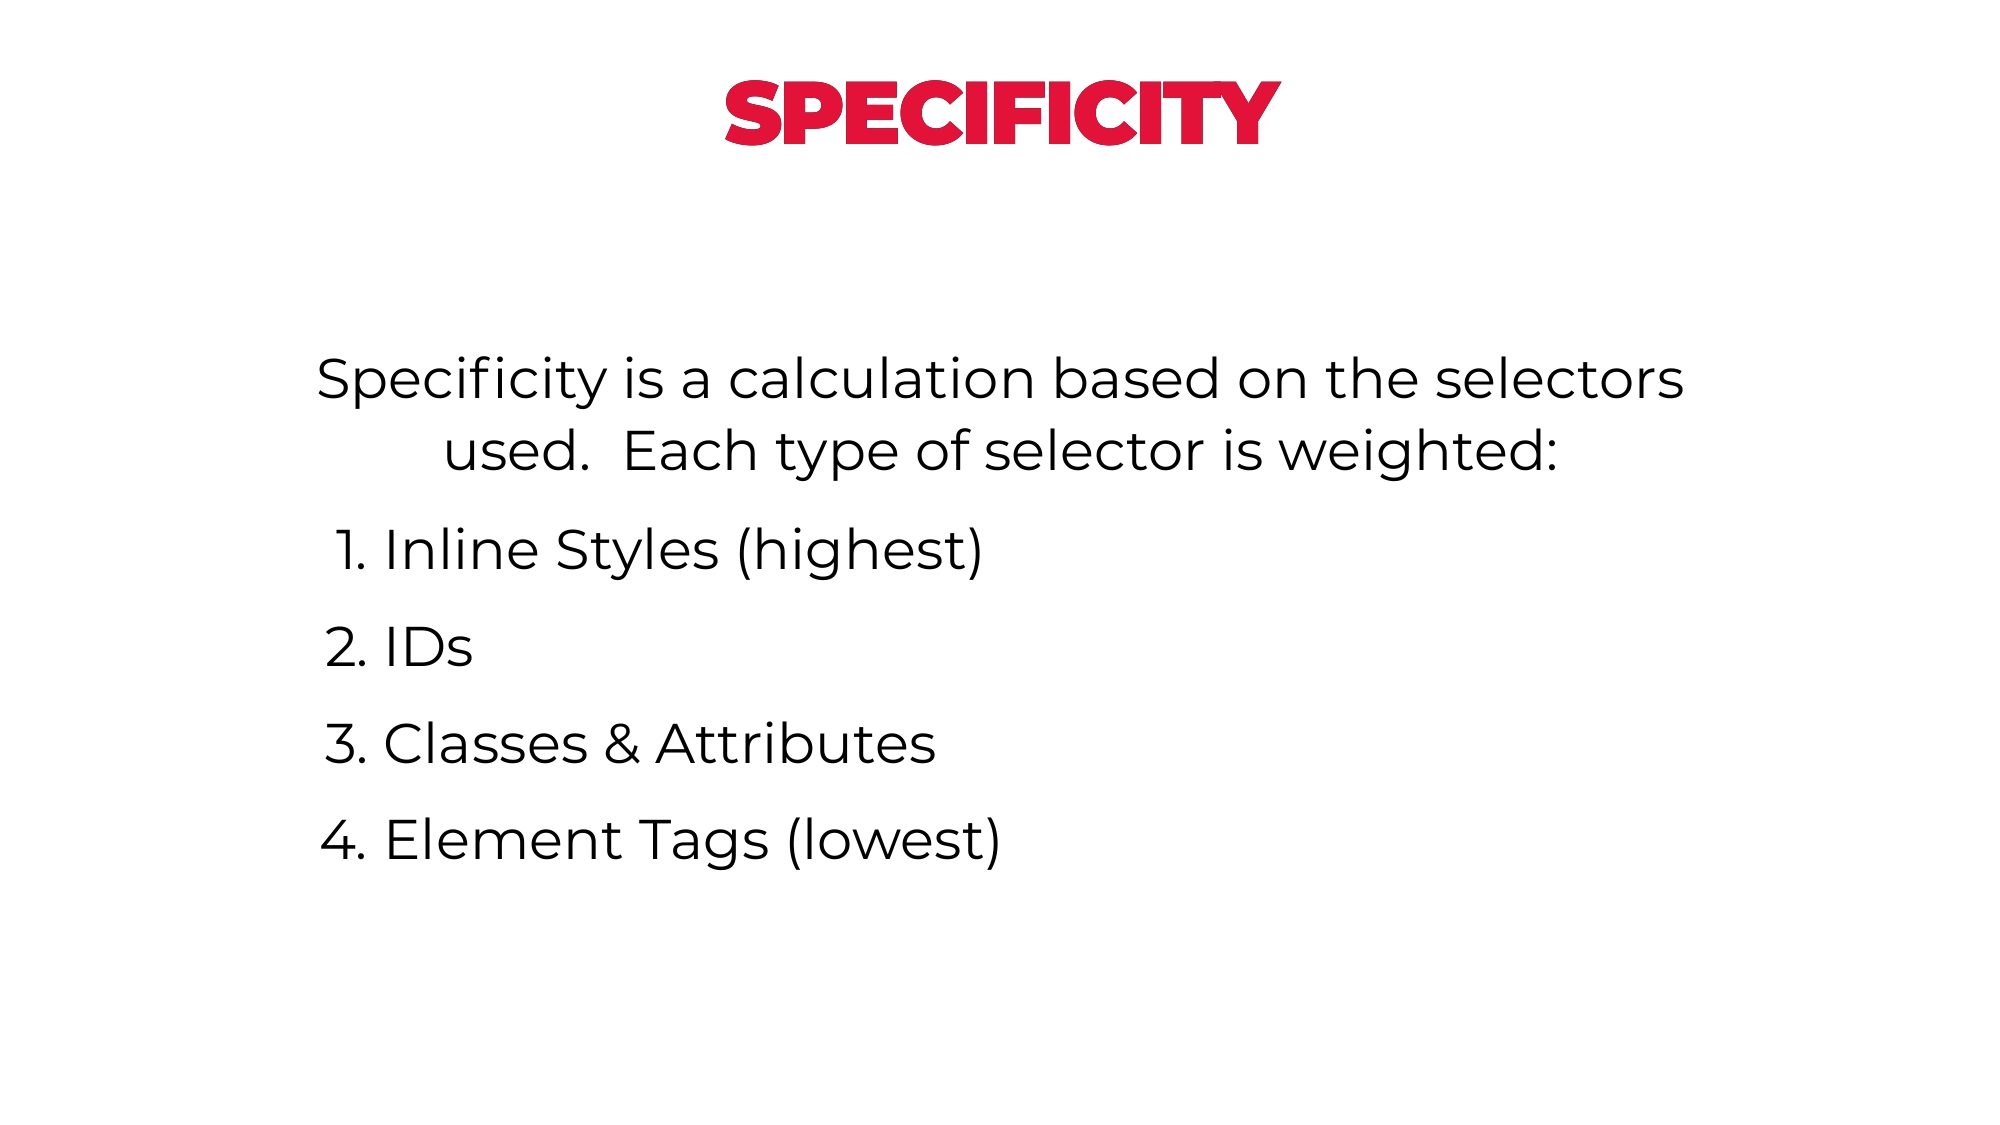 SPECIFICITY
Specificity is a calculation based on the selectors
used.  Each type of selector is weighted:
1. Inline Styles (highest)
2. IDs
3. Classes & Attributes
4. Element Tags (lowest)